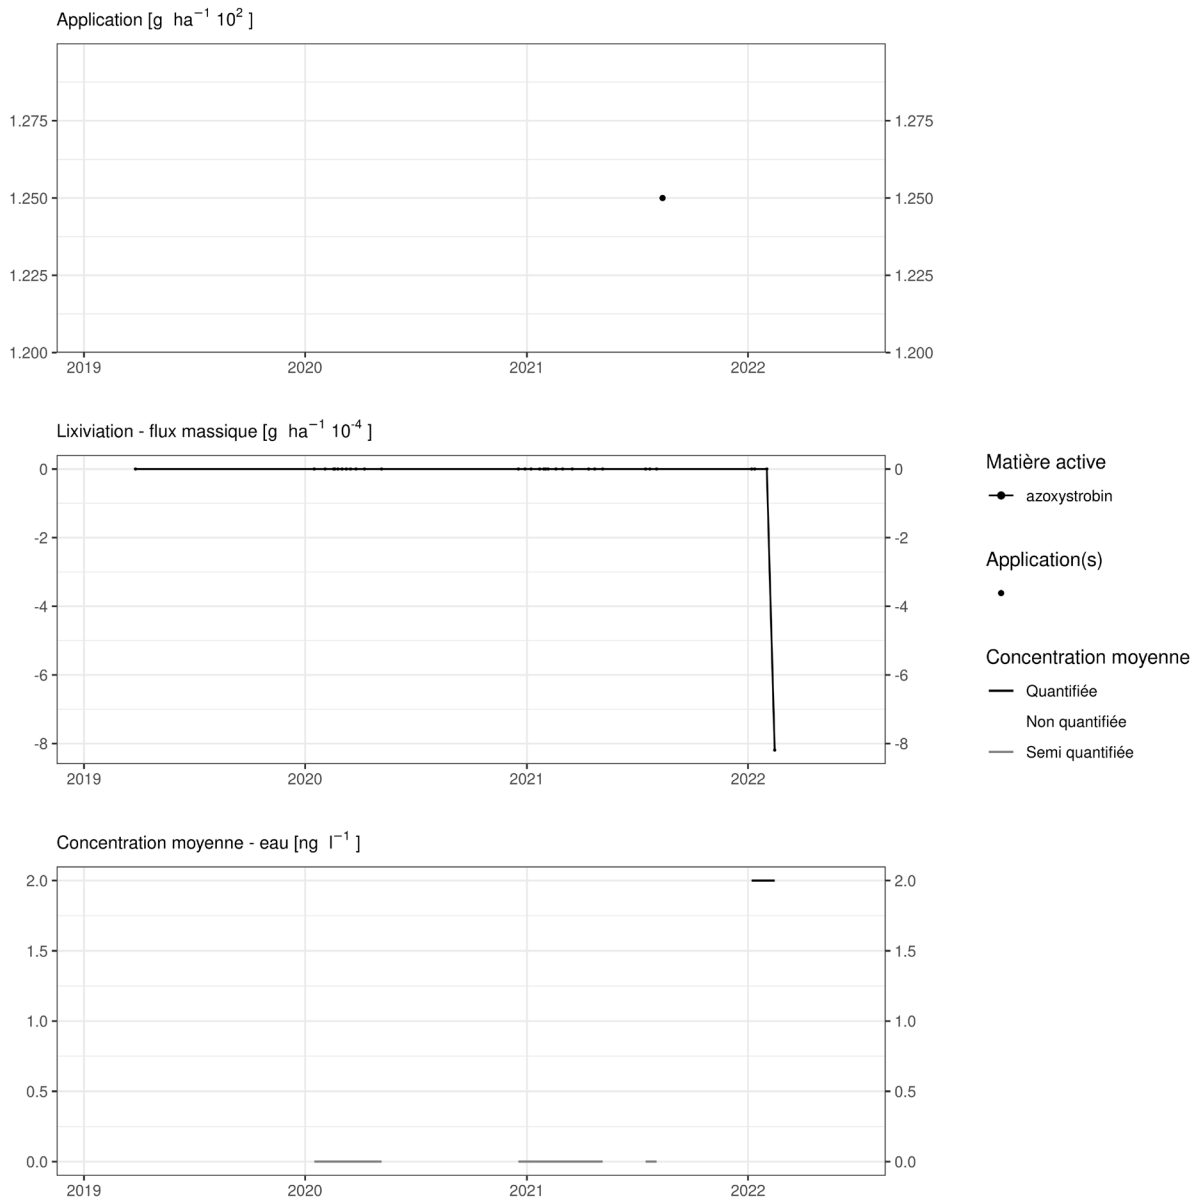 Application [g ha⁻¹ 10² ]
1.275 1.275
1.250 1.250
1.225 1.225
1.200 1.200
2019 2020 2021 2022
Lixiviation - flux massique [g ha⁻¹ 10⁻⁴ ]
0 0
-2 -2
-4 -4
-6 -6
-8 -8
2019 2020 2021 2022
Matière active
azoxystrobin
Application(s)
Concentration moyenne
Quantifiée
Non quantifiée
Semi quantifiée
Concentration moyenne - eau [ng l⁻¹ ]
2.0 2.0
1.5 1.5
1.0 1.0
0.5 0.5
0.0 0.0
2019 2020 2021 2022